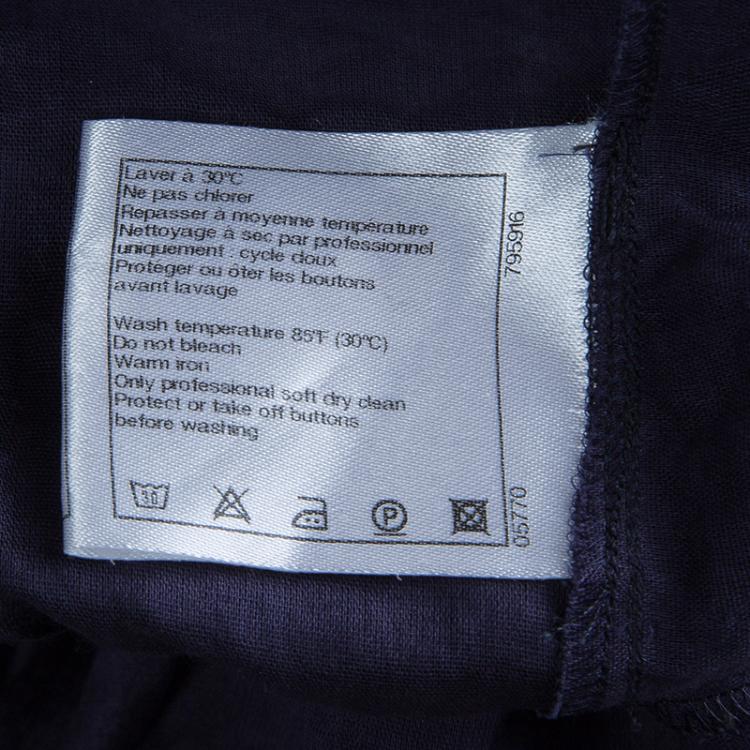 Laver à 30°C
Ne pas chlorer
Repasser à moyenne température
Nettoyage à sec par professionnel
uniquement : cycle doux
Protéger ou ôter les boutons
avant lavage
Wash temperature 85°F (30°C)
Do not bleach
Warm iron
Only professional soft dry clean
Protect or take off buttons
before washing
30
P
795916
05770